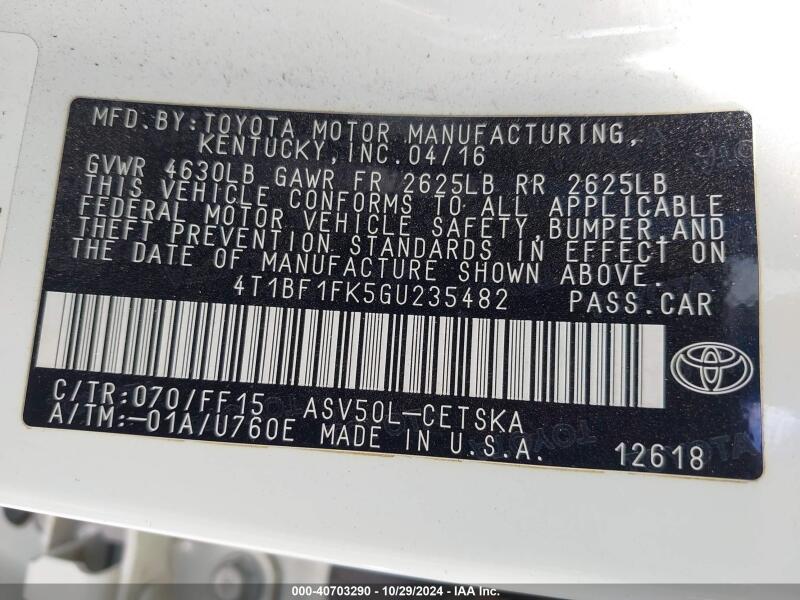 MFD. BY: TOYOTA MOTOR MANUFACTURING,
KENTUCKY, INC. 04/16
GVWR 4630LB GAWR FR 2625LB RR 2625LB
THIS VEHICLE CONFORMS TO ALL APPLICABLE
FEDERAL MOTOR VEHICLE SAFETY, BUMPER, AND
THEFT PREVENTION STANDARDS IN EFFECT ON
THE DATE OF MANUFACTURE SHOWN ABOVE.
4T1BF1FK5GU235482 PASS. CAR
C/TR: 070/FF15 ASV50L-CETSKA
A/TM: -01A/U760E MADE IN U.S.A.
12618
000-40703290 - 10/29/2024 - IAA Inc.